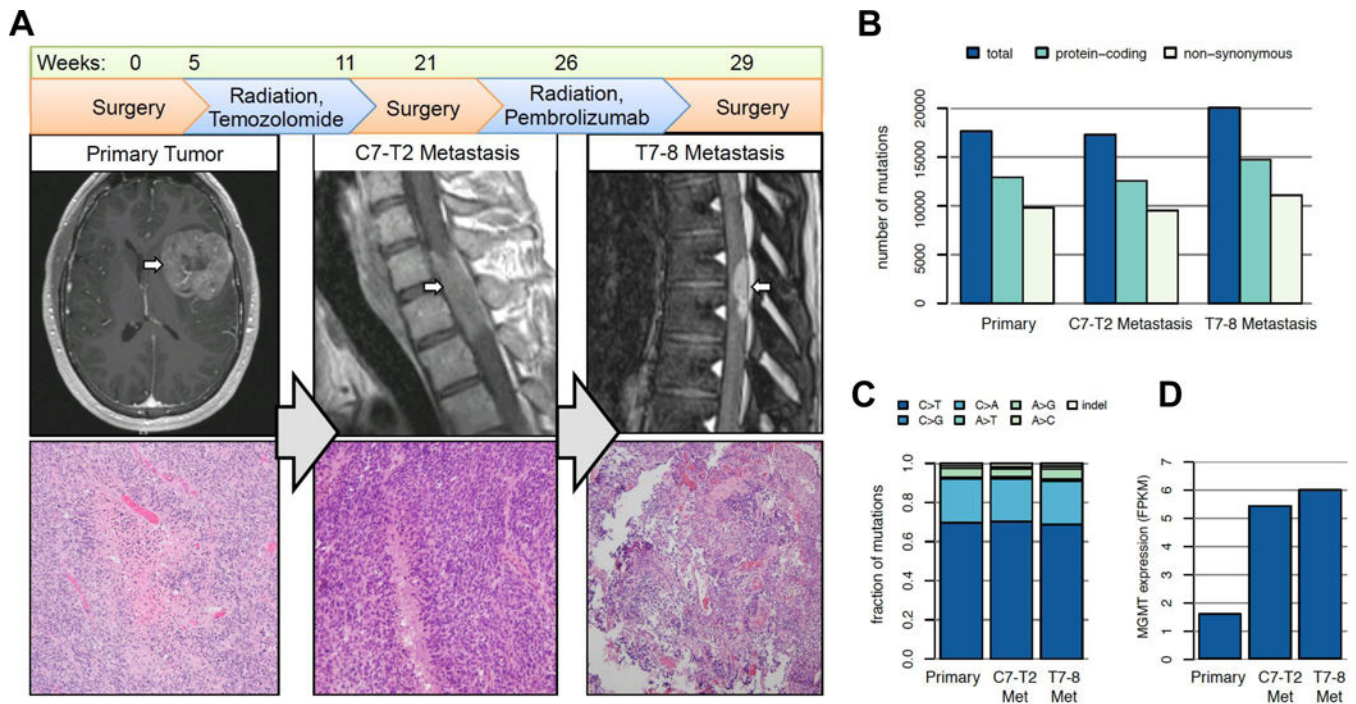 A
Weeks: 0 5 11 21 26 29
Surgery
Radiation,
Temozolomide
Surgery
Radiation,
Pembrolizumab
Surgery
Primary Tumor
C7-T2 Metastasis
T7-8 Metastasis
B
total protein-coding non-synonymous
number of mutations
0 5000 10000 15000 20000
Primary C7-T2 Metastasis T7-8 Metastasis
C
C>T C>A A>G indel
C>G A>T A>C
fraction of mutations
0.0 0.2 0.4 0.6 0.8 1.0
Primary C7-T2 T7-8
Met Met
D
MGMT expression (FPKM)
0 1 2 3 4 5 6 7
Primary C7-T2 T7-8
Met Met